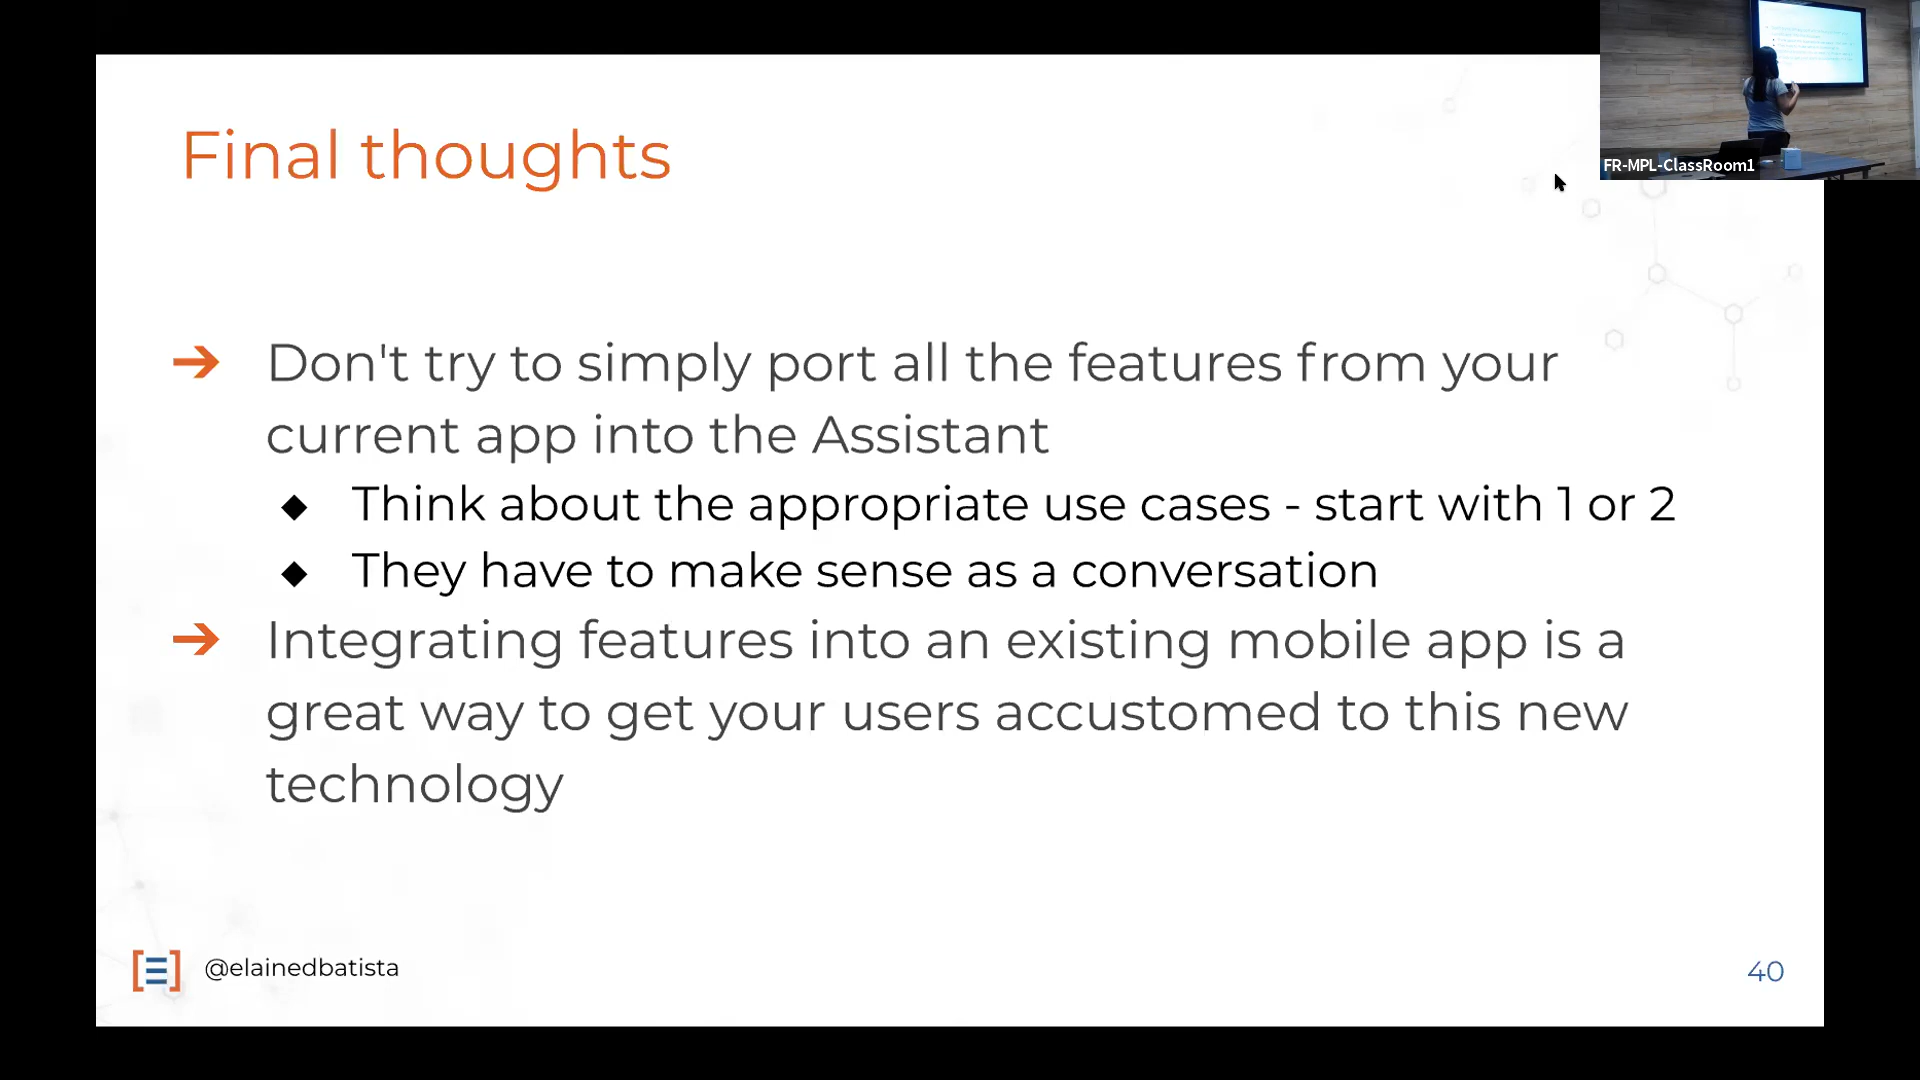 Final thoughts
➔ Don't try to simply port all the features from your
current app into the Assistant
◆ Think about the appropriate use cases - start with 1 or 2
◆ They have to make sense as a conversation
➔ Integrating features into an existing mobile app is a
great way to get your users accustomed to this new
technology
@elainedbatista
40
FR-MPL-ClassRoom1